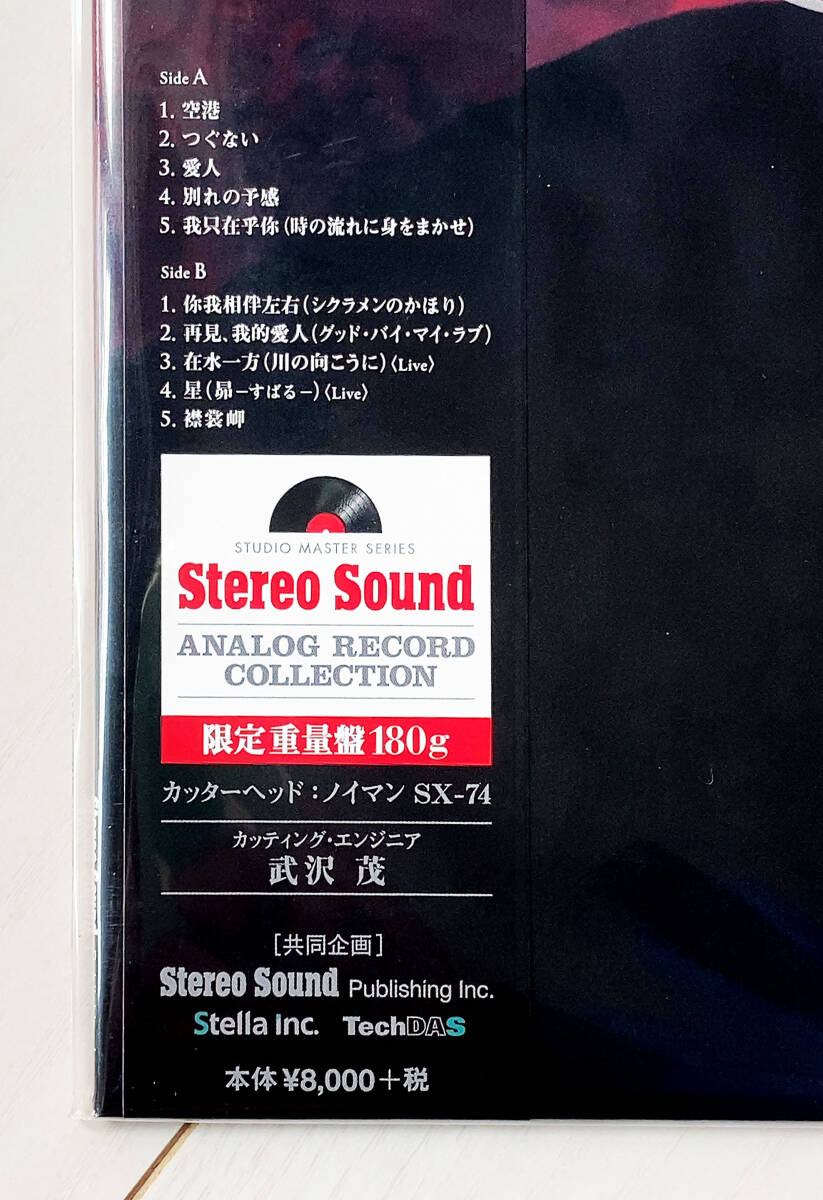 Side A
1. 空港
2. つぐない
3. 愛人
4. 別れの予感
5. 我只在乎你(時の流れに身をまかせ)
Side B
1. 你我相伴左右(シクラメンのかほり)
2. 再見、我的愛人(グッド・バイ・マイ・ラブ)
3. 在水一方(川の向こうに)〈Live〉
4. 星(昴−すばる−)〈Live〉
5. 襟裳岬
STUDIO MASTER SERIES
Stereo Sound
ANALOG RECORD
COLLECTION
限定重量盤180g
カッターヘッド:ノイマン SX-74
カッティング・エンジニア
武沢 茂
[共同企画]
Stereo Sound Publishing Inc.
Stella Inc. TechDAS
本体 ¥8,000+税